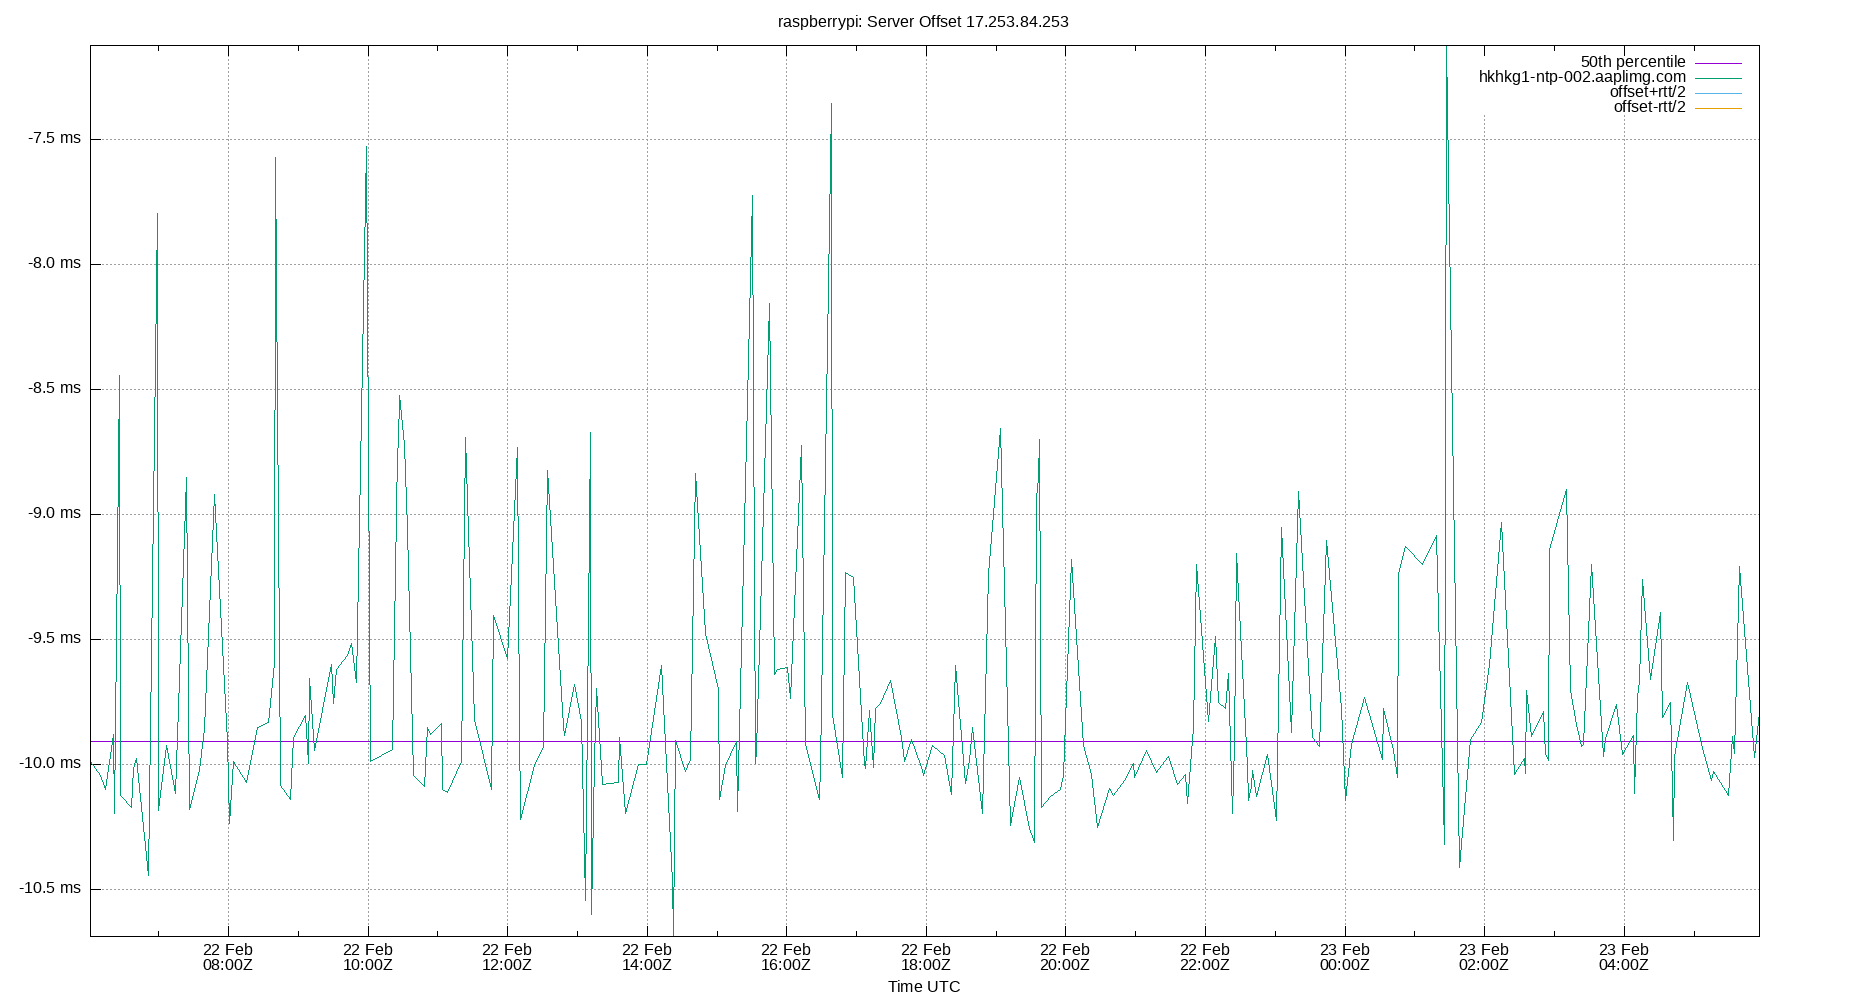 raspberrypi: Server Offset 17.253.84.253
50th percentile
hkhkg1-ntp-002.aaplimg.com
offset+rtt/2
offset-rtt/2
-7.5 ms
-8.0 ms
-8.5 ms
-9.0 ms
-9.5 ms
-10.0 ms
-10.5 ms
22 Feb 22 Feb 22 Feb 22 Feb 22 Feb 22 Feb 22 Feb 22 Feb 23 Feb 23 Feb 23 Feb
08:00Z 10:00Z 12:00Z 14:00Z 16:00Z 18:00Z 20:00Z 22:00Z 00:00Z 02:00Z 04:00Z
Time UTC